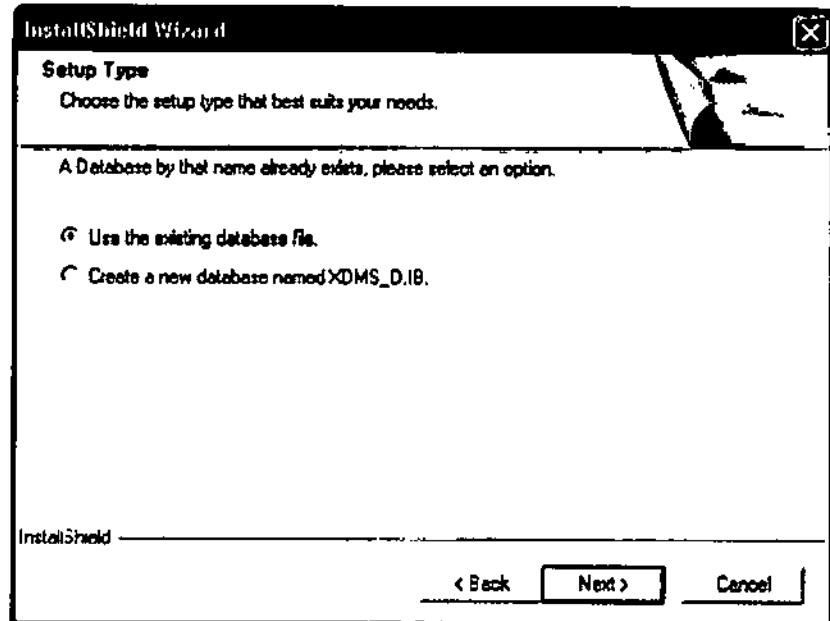 InstallShield Wizard
Setup Type
Choose the setup type that best suits your needs.
A Database by that name already exists, please select an option.
Use the existing database file.
Create a new database named XDMS_D.IB.
InstallShield
< Back Next > Cancel